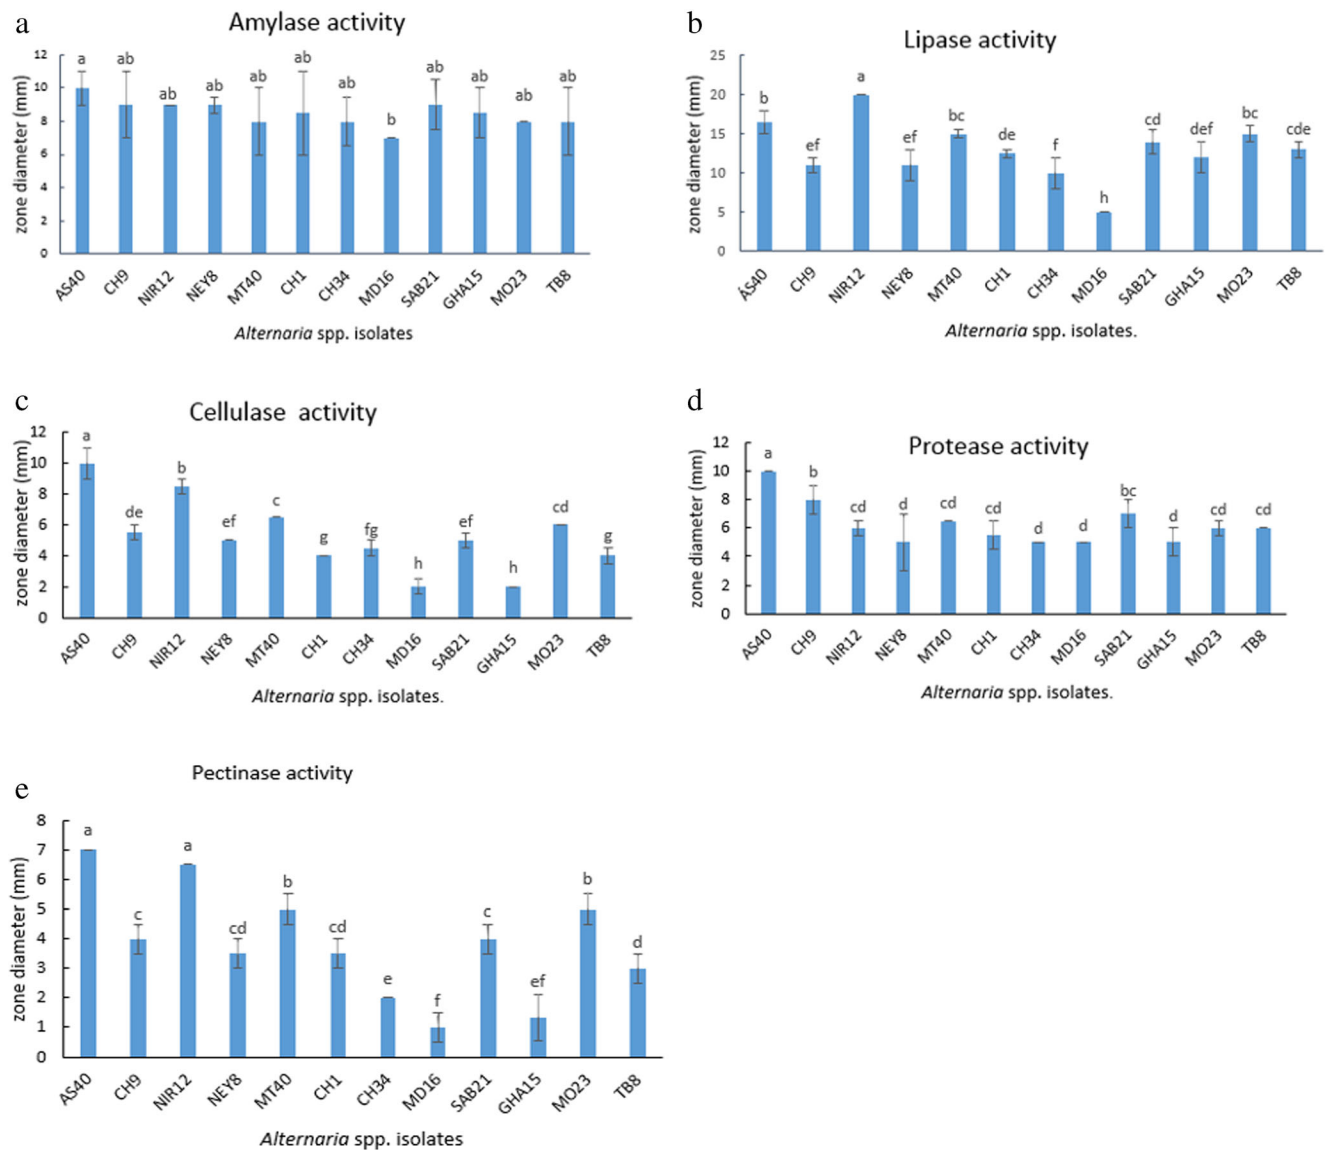 a
Amylase activity
zone diameter (mm)
12
10
8
6
4
2
0
a ab ab ab ab ab ab b ab ab ab ab
AS40 CH9 NIR12 NEY8 MT40 CH1 CH34 MD16 SAB21 GHA15 MO23 TB8
Alternaria spp. isolates
b
Lipase activity
zone diameter (mm)
25
20
15
10
5
0
b ef a ef bc de f h cd def bc cde
ÁS40 CH9 NIR12 NEY8 MT40 CH1 CH34 MD16 SAB21 GHA15 MO23 TB8
Alternaria spp. isolates.
c
Cellulase activity
zone diameter (mm)
12
10
8
6
4
2
0
a de b ef c g fg h ef h cd g
AS40 CH9 NIR12 NEY8 MT40 CH1 CH34 MD16 SAB21 GHA15 MO23 TB8
Alternaria spp. isolates.
d
Protease activity
zone diameter (mm)
12
10
8
6
4
2
0
a b cd d cd cd d d bc d cd cd
AS40 CH9 NIR12 NEY8 MT40 CH1 CH34 MD16 SAB21 GHA15 MO23 TB8
Alternaria spp. isolates.
e
Pectinase activity
zone diameter (mm)
8
7
6
5
4
3
2
1
0
a c a cd b cd e f c ef b d
AS40 CH9 NIR12 NEY8 MT40 CH1 CH34 MD16 SAB21 GHA15 MO23 TB8
Alternaria spp. isolates